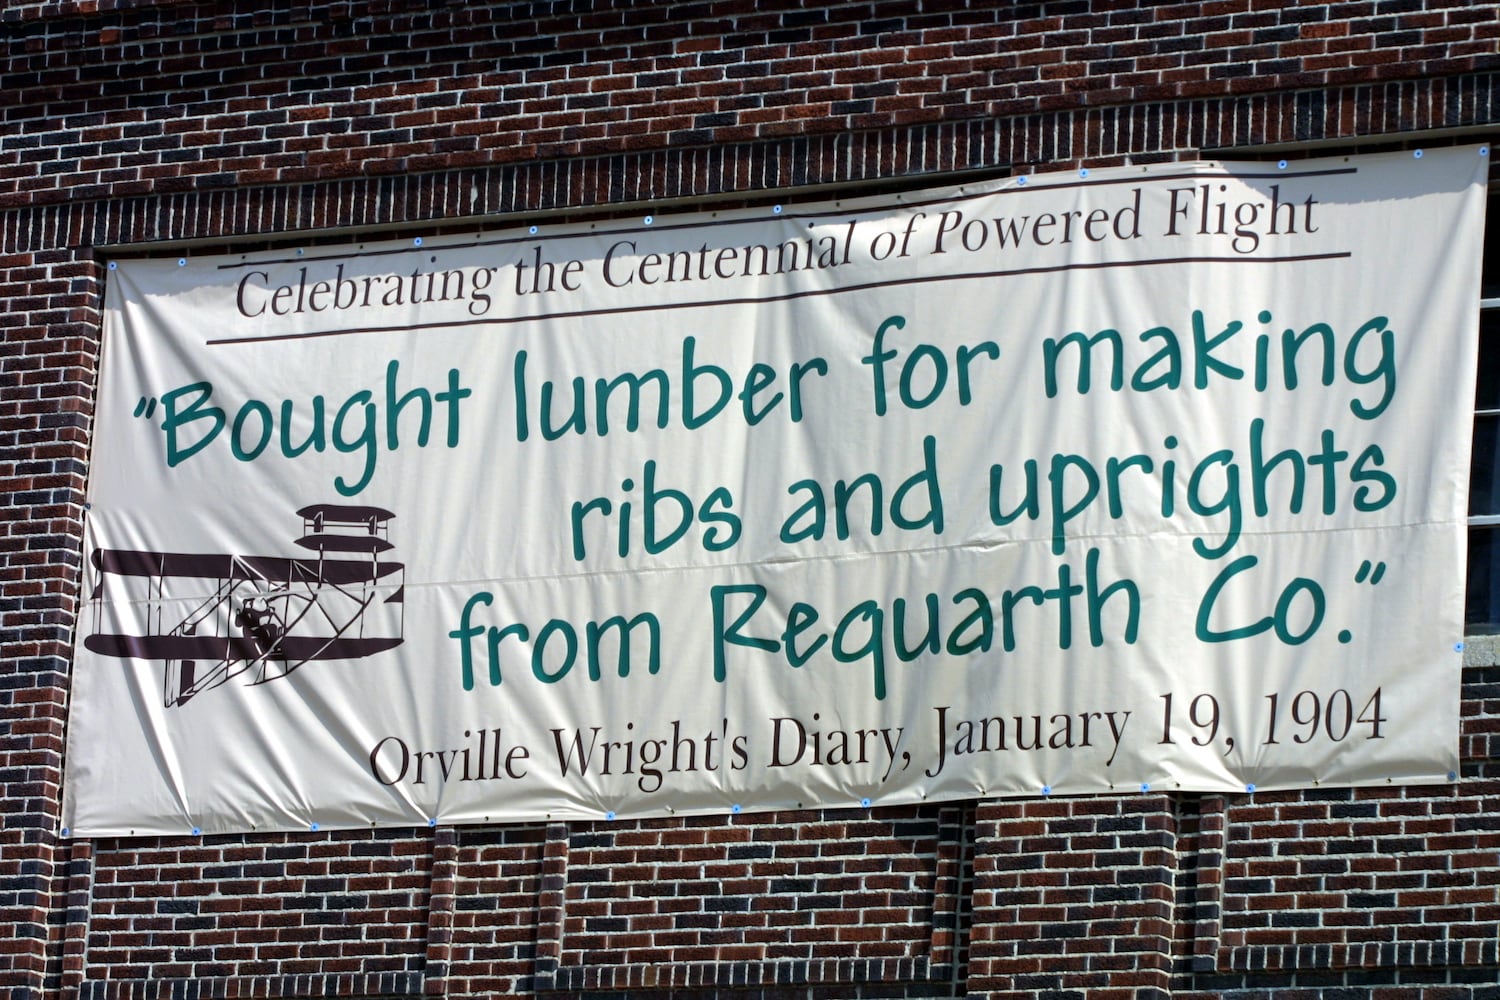 Celebrating the Centennial of Powered Flight
"Bought lumber for making
ribs and uprights
from Requarth Co."
Orville Wright's Diary, January 19, 1904